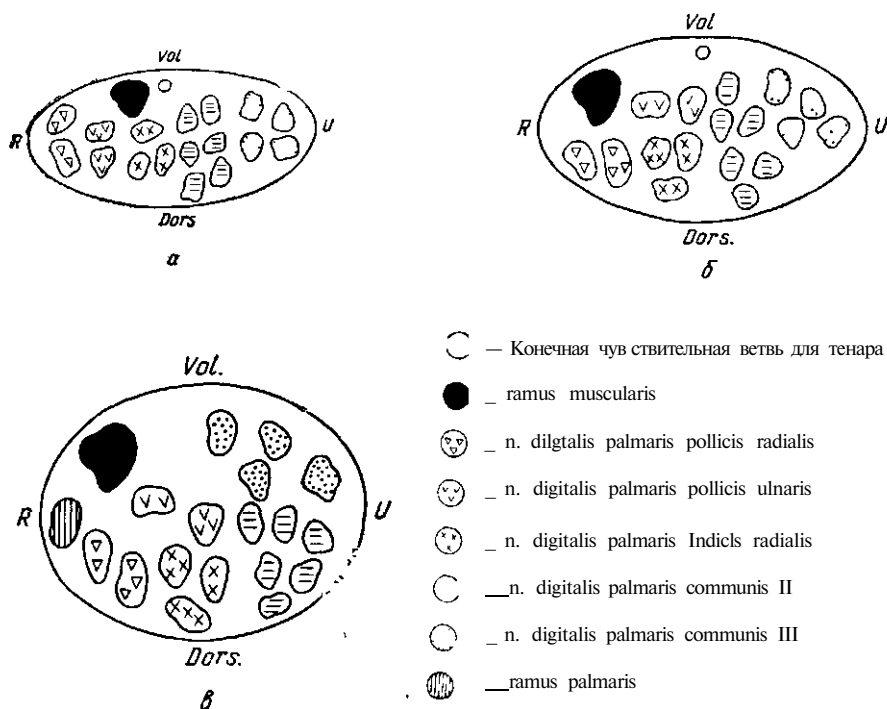 Vol
R
U
Dors
а
Vol
R
U
Dors.
б
Vol.
R
U
Dors.
в
— Конечная чув ствительная ветвь для тенара
_ ramus muscularis
_ n. dilgtalis palmaris pollicis radialis
_ n. digitalis palmaris pollicis ulnaris
_ n. digitalis palmaris Indicls radialis
__n. digitalis palmaris communis II
_ n. digitalis palmaris communis III
__ramus palmaris